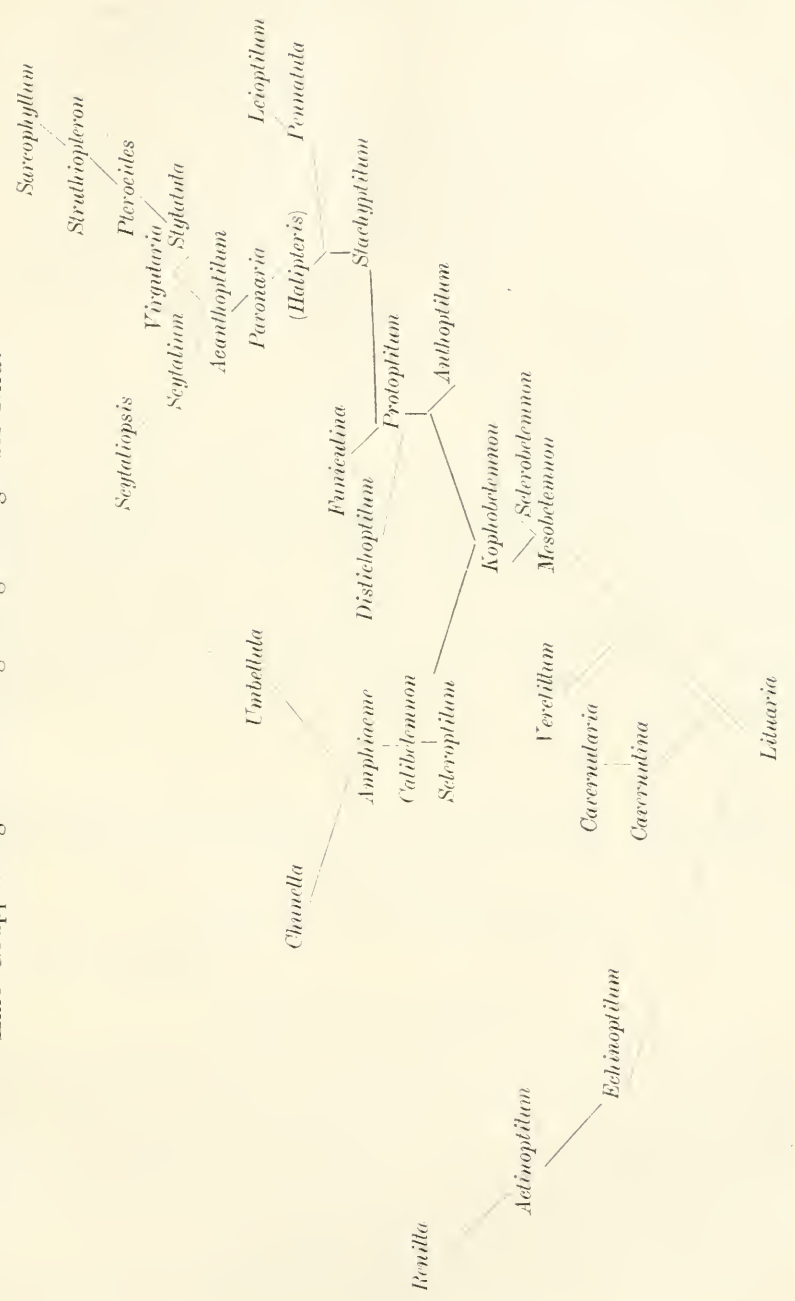 Sarcophyllum
Struthiopteron
Pteroeides
Virgularia
Stylatula
Scytaliopsis
Scytalium
Acanthoptilum
Pavonaria
(Halipteris)
Leioptilum
Pennatula
Stachyptilum
Funiculina
Distichoptilum
Protoptilum
Anthoptilum
Umbellula
Chunella
Amphiacme
Calibelemnon
Scleroptilum
Kophobelemnon
Sclerobelemnon
Mesobelemnon
Veretillum
Cavernularia
Cavernulina
Lituaria
Echinoptilum
Actinoptilum
Renilla